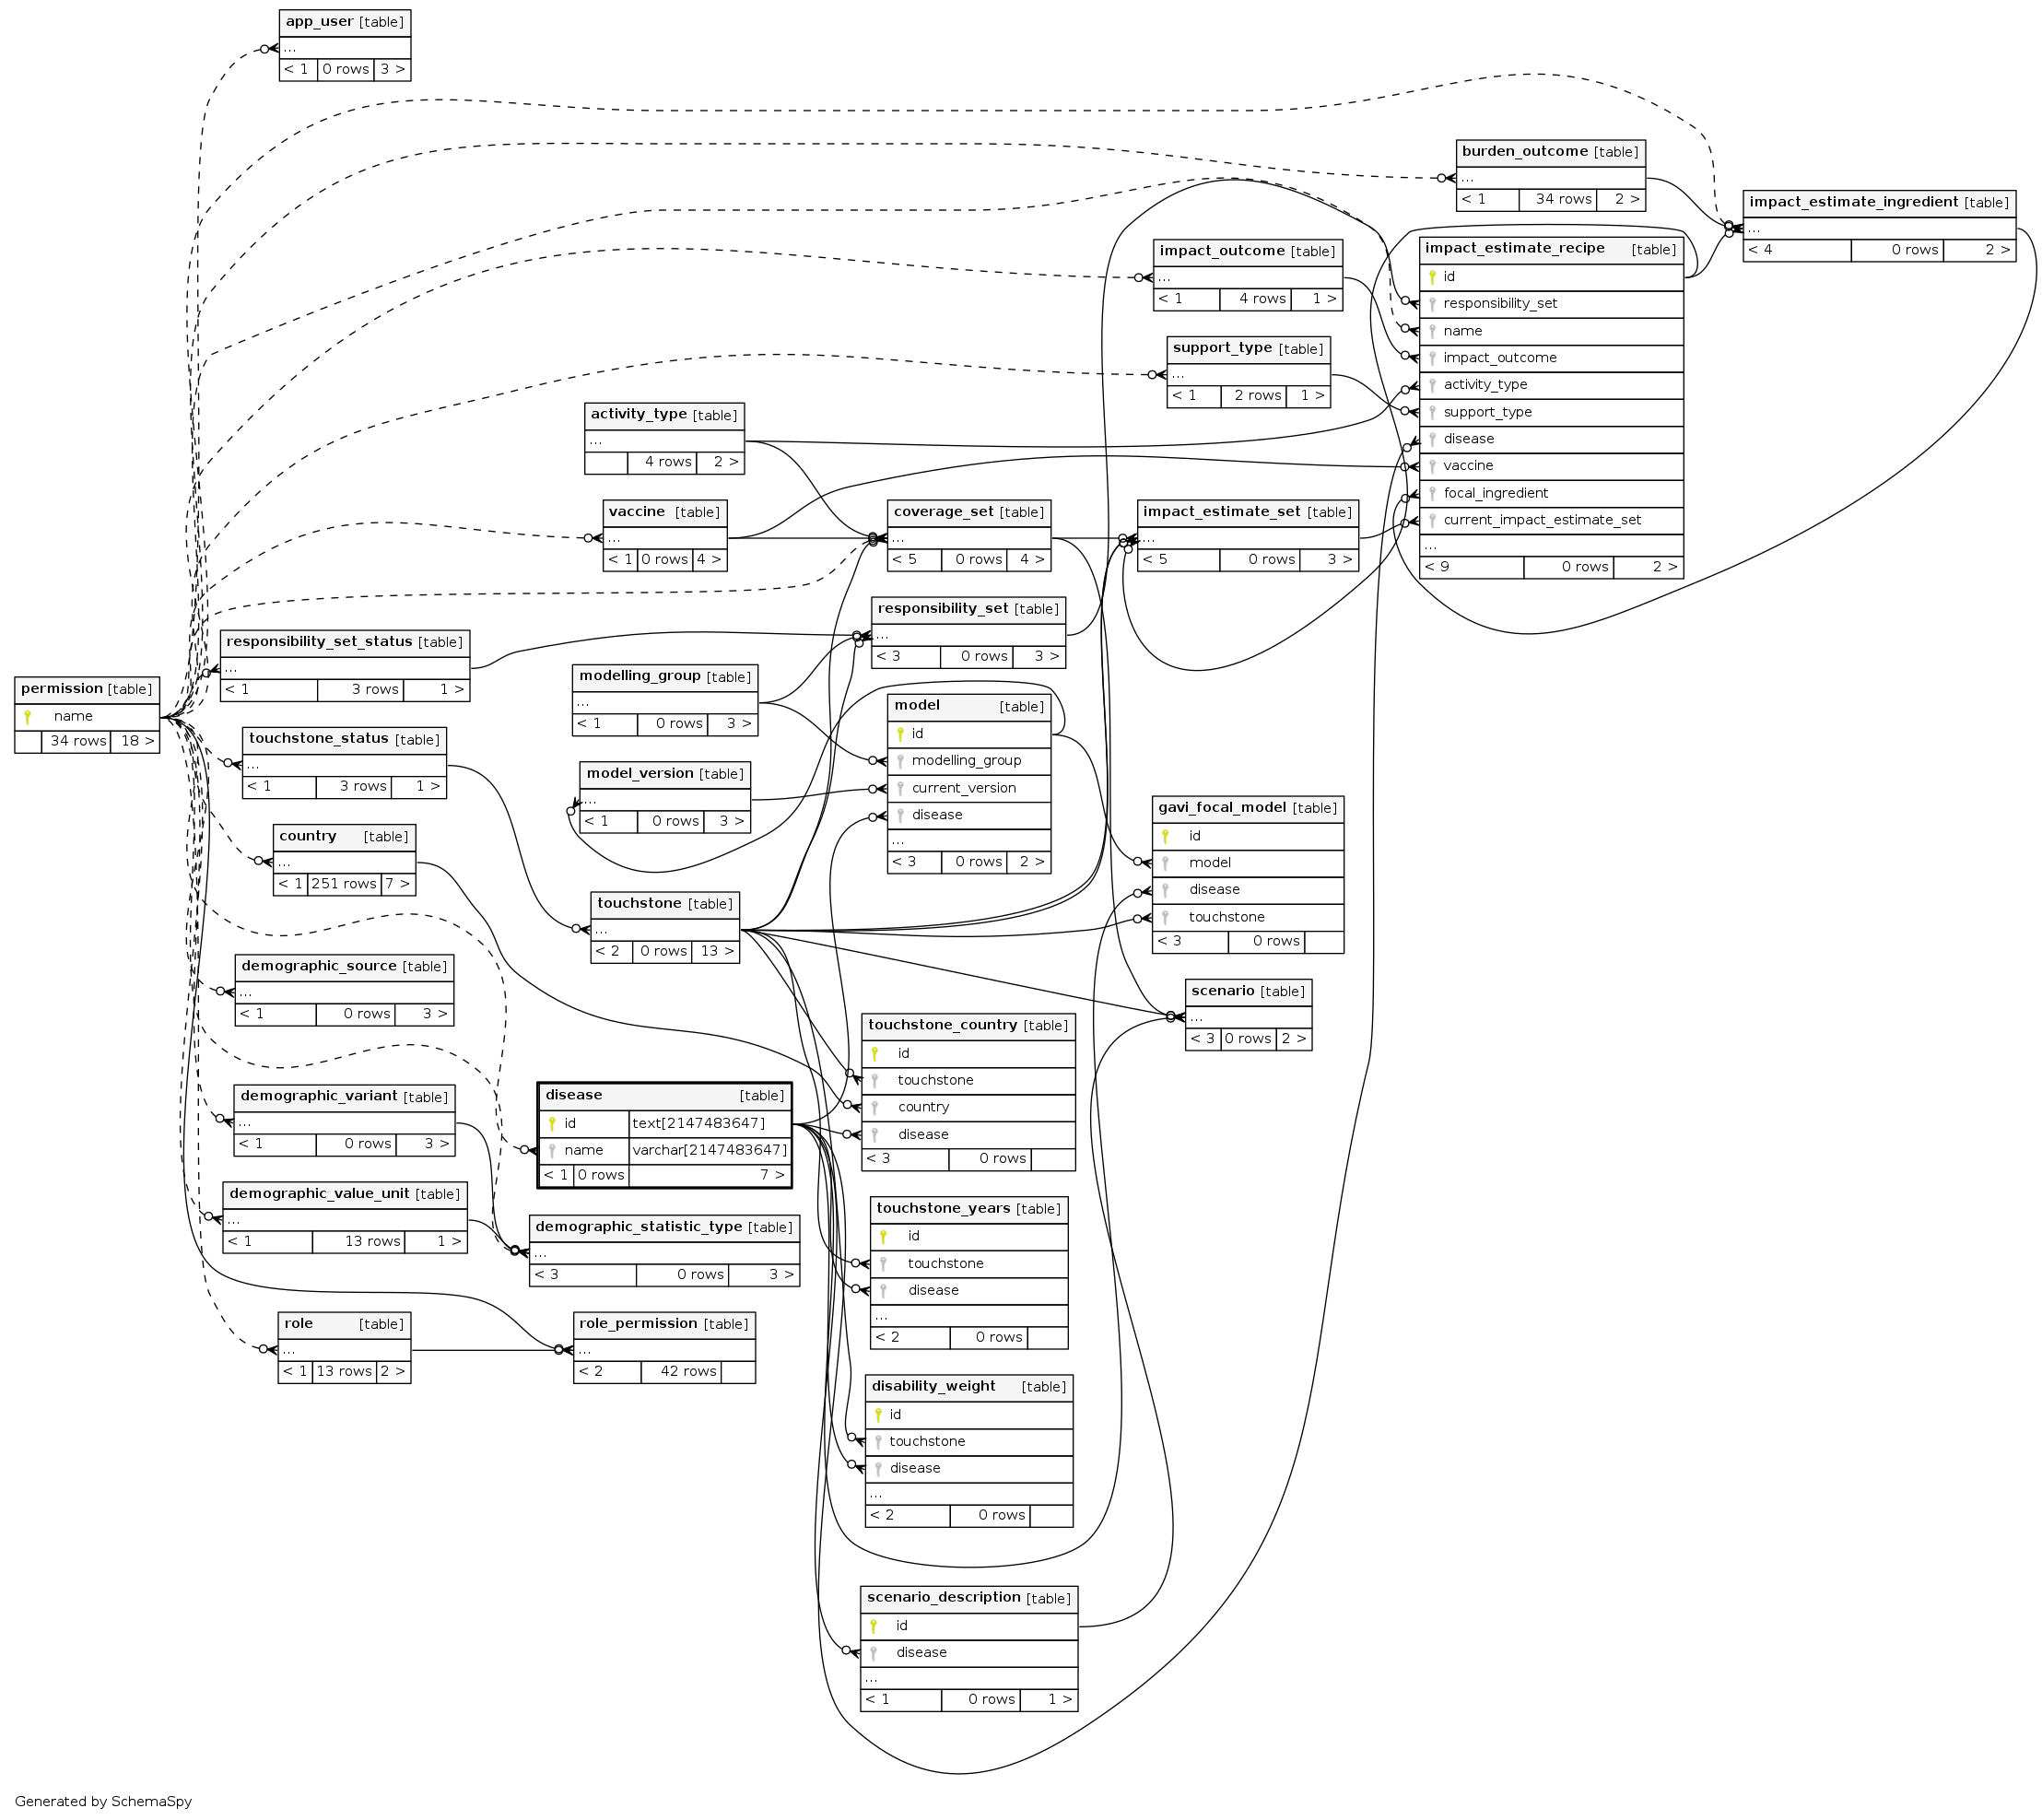 app_user [table]
...
< 1 0 rows 3 >
burden_outcome [table]
...
< 1 34 rows 2 >
impact_estimate_ingredient [table]
...
< 4 0 rows 2 >
impact_outcome [table]
...
< 1 4 rows 1 >
impact_estimate_recipe [table]
id
responsibility_set
name
impact_outcome
activity_type
support_type
disease
vaccine
focal_ingredient
current_impact_estimate_set
...
< 9 0 rows 2 >
support_type [table]
...
< 1 2 rows 1 >
activity_type [table]
...
4 rows 2 >
vaccine [table]
...
< 1 0 rows 4 >
coverage_set [table]
...
< 5 0 rows 4 >
impact_estimate_set [table]
...
< 5 0 rows 3 >
responsibility_set [table]
...
< 3 0 rows 3 >
responsibility_set_status [table]
...
< 1 3 rows 1 >
modelling_group [table]
...
< 1 0 rows 3 >
permission [table]
name
34 rows 18 >
model [table]
id
modelling_group
current_version
disease
...
< 3 0 rows 2 >
touchstone_status [table]
...
< 1 3 rows 1 >
model_version [table]
...
< 1 0 rows 3 >
gavi_focal_model [table]
id
model
disease
touchstone
< 3 0 rows
country [table]
...
< 1 251 rows 7 >
touchstone [table]
...
< 2 0 rows 13 >
demographic_source [table]
...
< 1 0 rows 3 >
scenario [table]
...
< 3 0 rows 2 >
touchstone_country [table]
id
touchstone
country
disease
< 3 0 rows
demographic_variant [table]
...
< 1 0 rows 3 >
disease [table]
id text[2147483647]
name varchar[2147483647]
< 1 0 rows 7 >
demographic_value_unit [table]
...
< 1 13 rows 1 >
touchstone_years [table]
id
touchstone
disease
...
< 2 0 rows
demographic_statistic_type [table]
...
< 3 0 rows 3 >
role [table]
...
< 1 13 rows 2 >
role_permission [table]
...
< 2 42 rows
disability_weight [table]
id
touchstone
disease
...
< 2 0 rows
scenario_description [table]
id
disease
...
< 1 0 rows 1 >
Generated by SchemaSpy